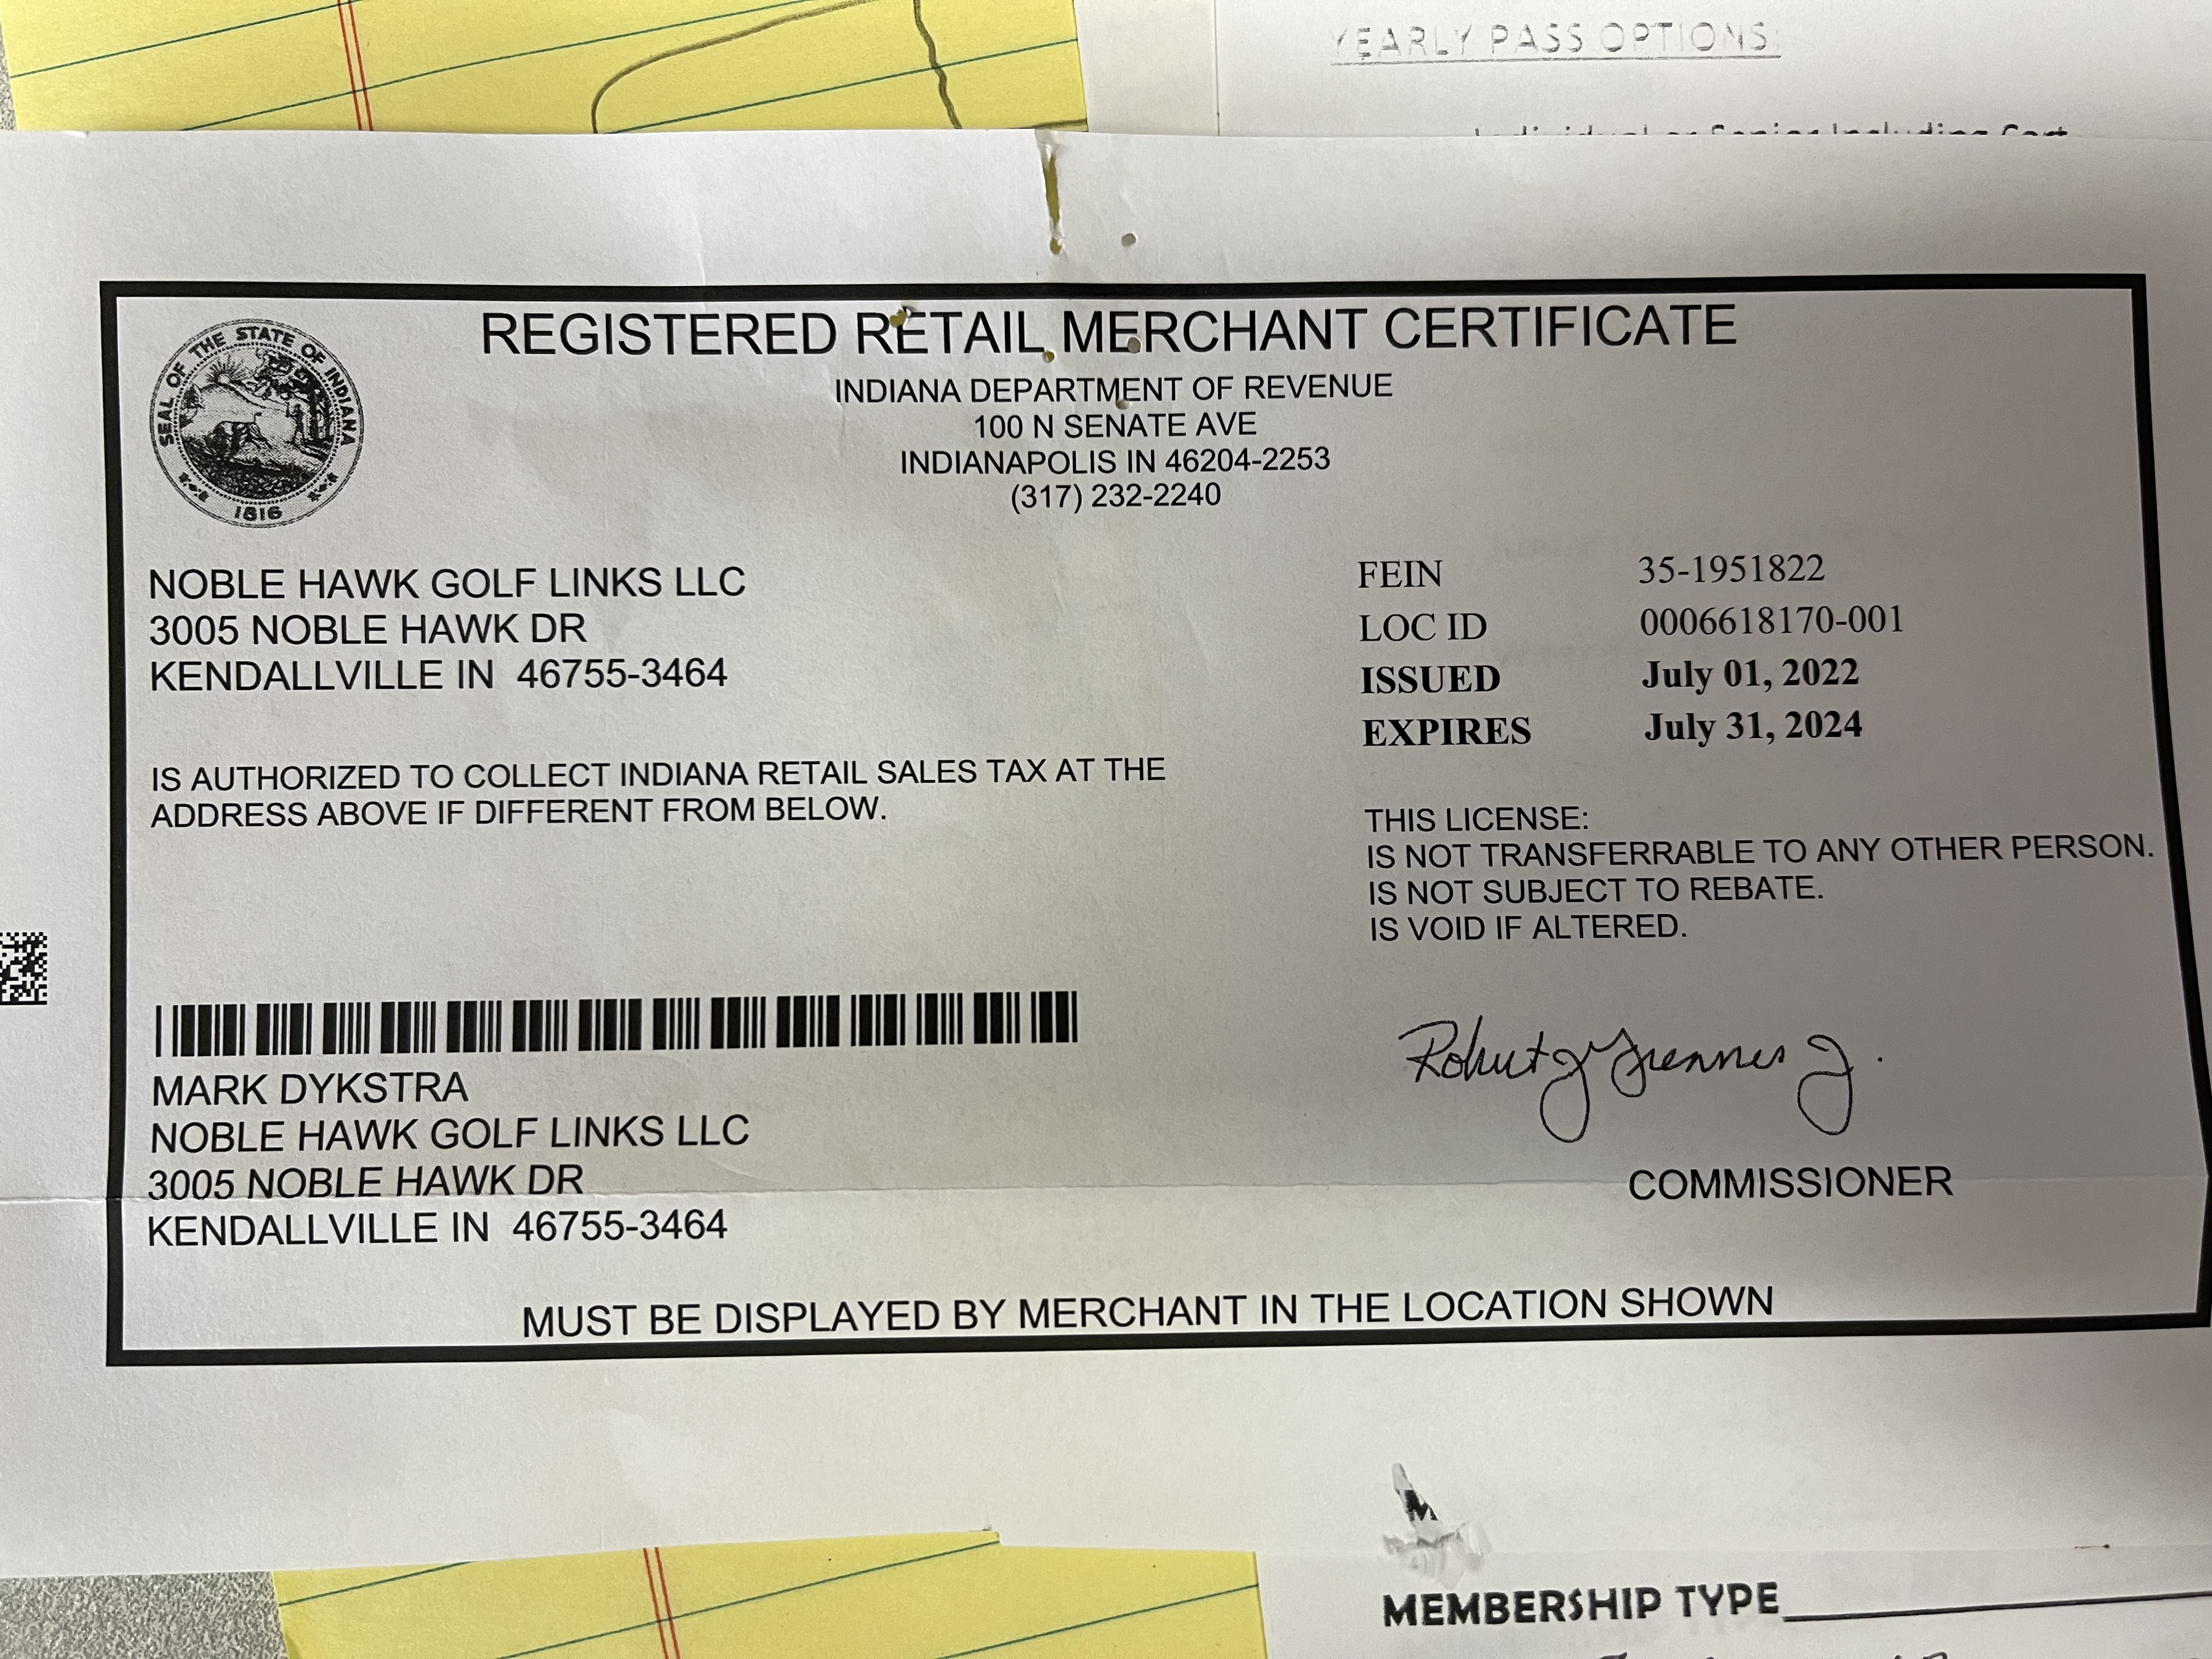 YEARLY PASS OPTIONS:
Individual or Senior Including Cart
REGISTERED RETAIL MERCHANT CERTIFICATE
SEAL OF THE STATE OF INDIANA
1816
INDIANA DEPARTMENT OF REVENUE
100 N SENATE AVE
INDIANAPOLIS IN 46204-2253
(317) 232-2240
NOBLE HAWK GOLF LINKS LLC
3005 NOBLE HAWK DR
KENDALLVILLE IN 46755-3464
FEIN 35-1951822
LOC ID 0006618170-001
ISSUED July 01, 2022
EXPIRES July 31, 2024
IS AUTHORIZED TO COLLECT INDIANA RETAIL SALES TAX AT THE
ADDRESS ABOVE IF DIFFERENT FROM BELOW.
THIS LICENSE:
IS NOT TRANSFERRABLE TO ANY OTHER PERSON.
IS NOT SUBJECT TO REBATE.
IS VOID IF ALTERED.
MARK DYKSTRA
NOBLE HAWK GOLF LINKS LLC
3005 NOBLE HAWK DR
KENDALLVILLE IN 46755-3464
Robert J
COMMISSIONER
MUST BE DISPLAYED BY MERCHANT IN THE LOCATION SHOWN
M
MEMBERSHIP TYPE